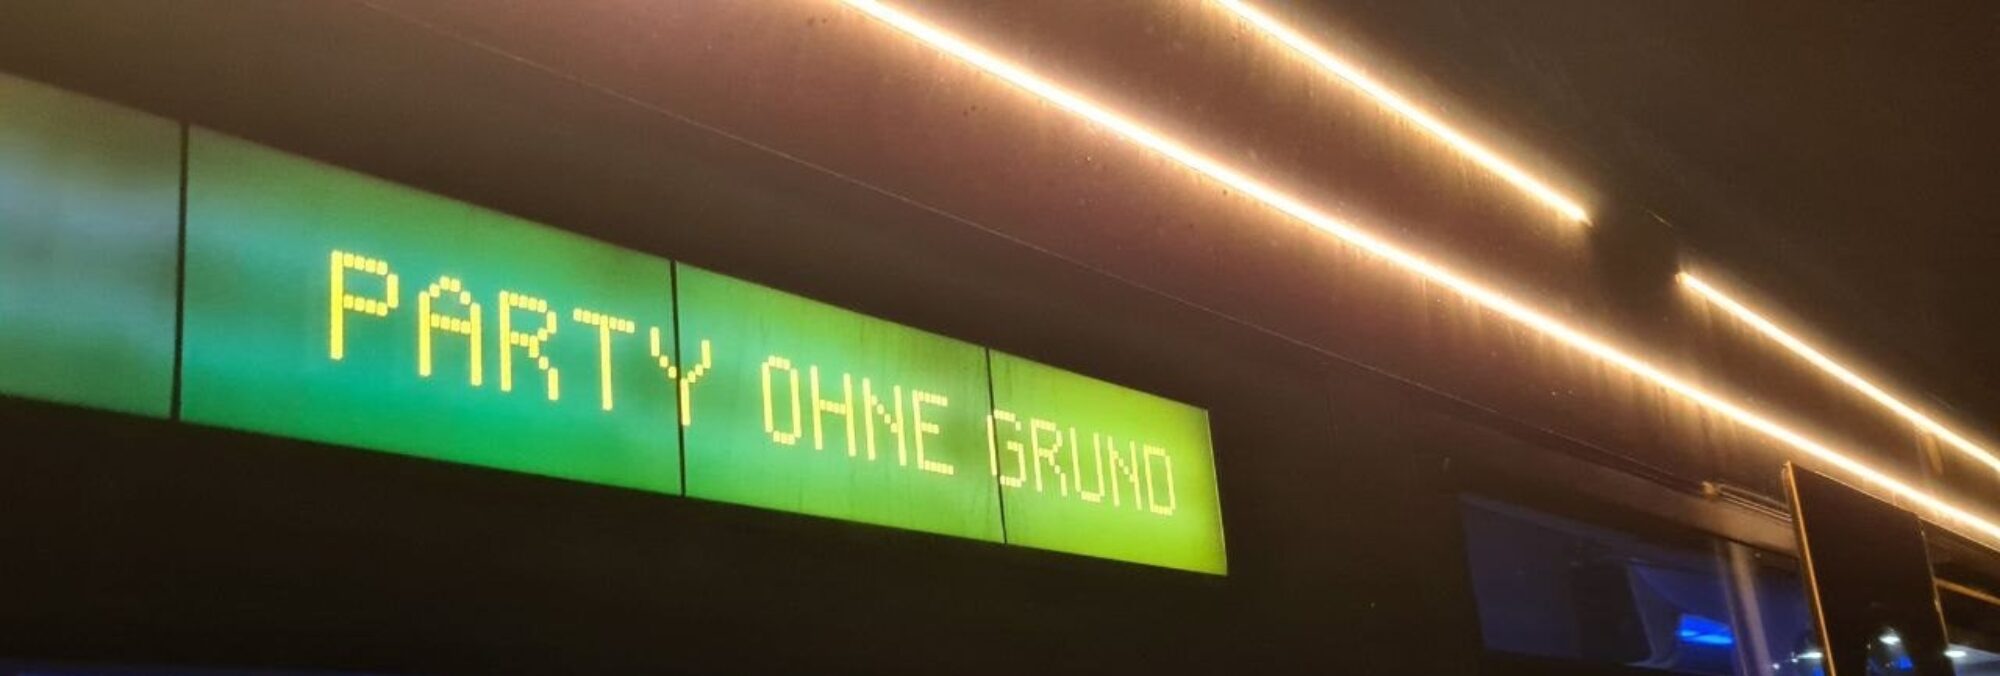 PARTY OHNE GRUND